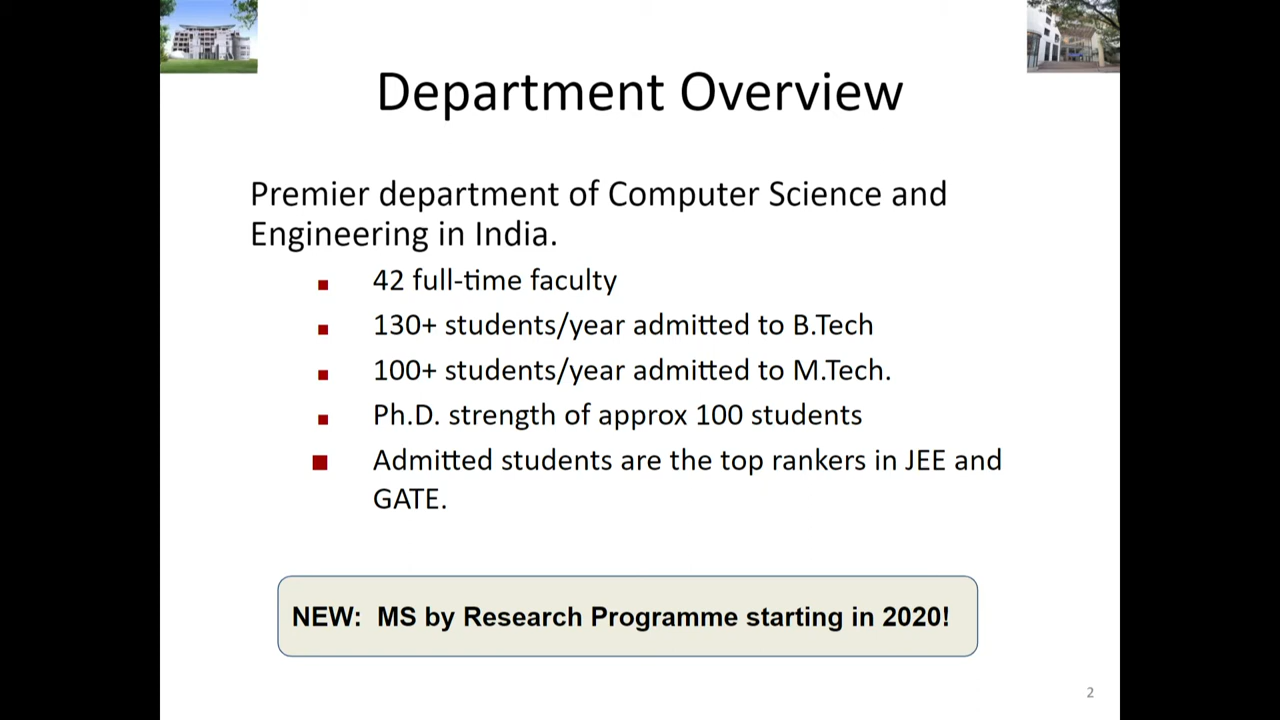 Department Overview
Premier department of Computer Science and
Engineering in India.
42 full-time faculty
130+ students/year admitted to B.Tech
100+ students/year admitted to M.Tech.
Ph.D. strength of approx 100 students
Admitted students are the top rankers in JEE and
GATE.
NEW:  MS by Research Programme starting in 2020!
2